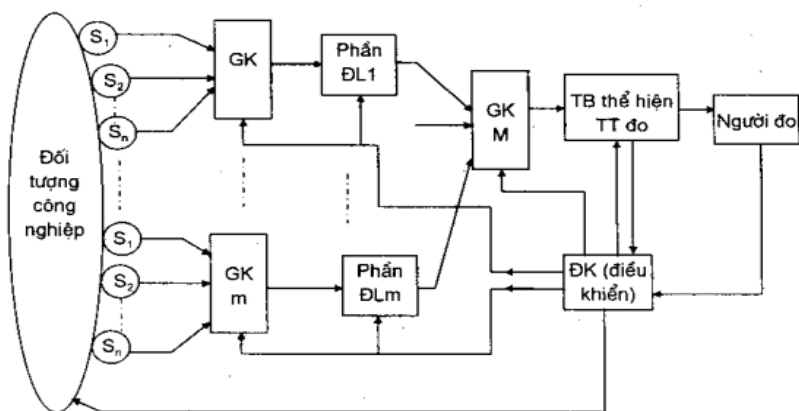 Đối
tượng
công
nghiệp
S1
S2
Sn
GK
Phần
ĐL1
GK
M
TB thể hiện
TT đo
Người đo
S1
S2
Sn
GK
m
Phần
ĐLm
ĐK (điều
khiển)